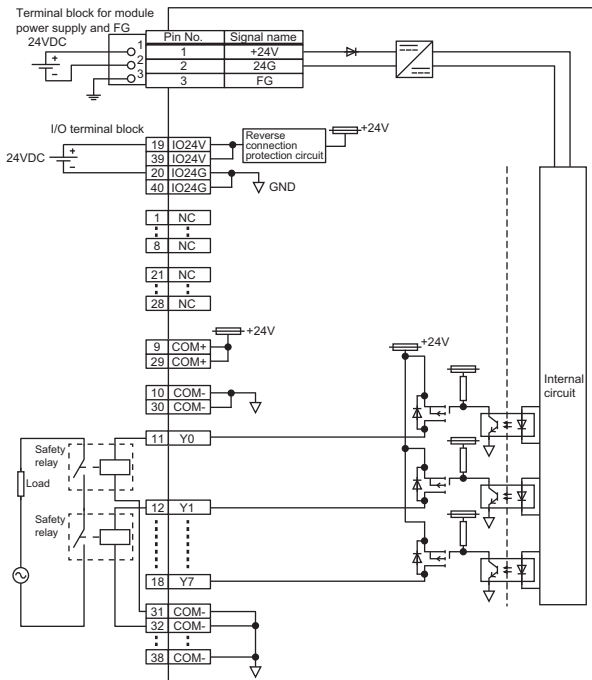 Terminal block for module
power supply and FG
24VDC
+
−
1
2
3
Pin No. Signal name
1 +24V
2 24G
3 FG
I/O terminal block
24VDC
+
−
19 IO24V
39 IO24V
20 IO24G
40 IO24G
Reverse
connection
protection circuit
+24V
GND
1 NC
8 NC
21 NC
28 NC
+24V
9 COM+
29 COM+
10 COM-
30 COM-
+24V
Internal
circuit
11 Y0
Safety
relay
Load
12 Y1
Safety
relay
18 Y7
31 COM-
32 COM-
38 COM-